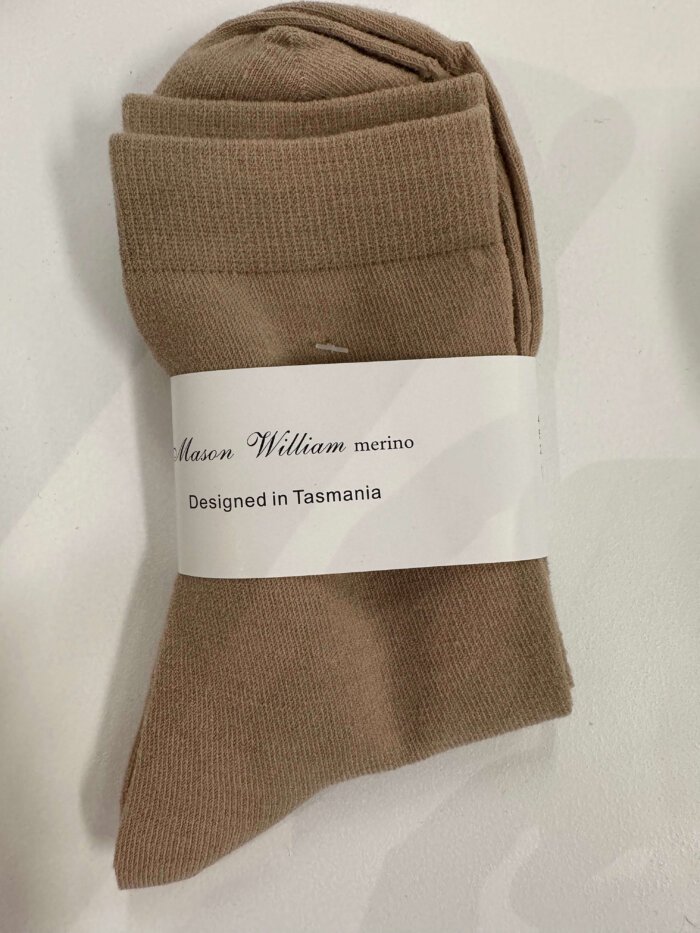 Mason William merino
Designed in Tasmania